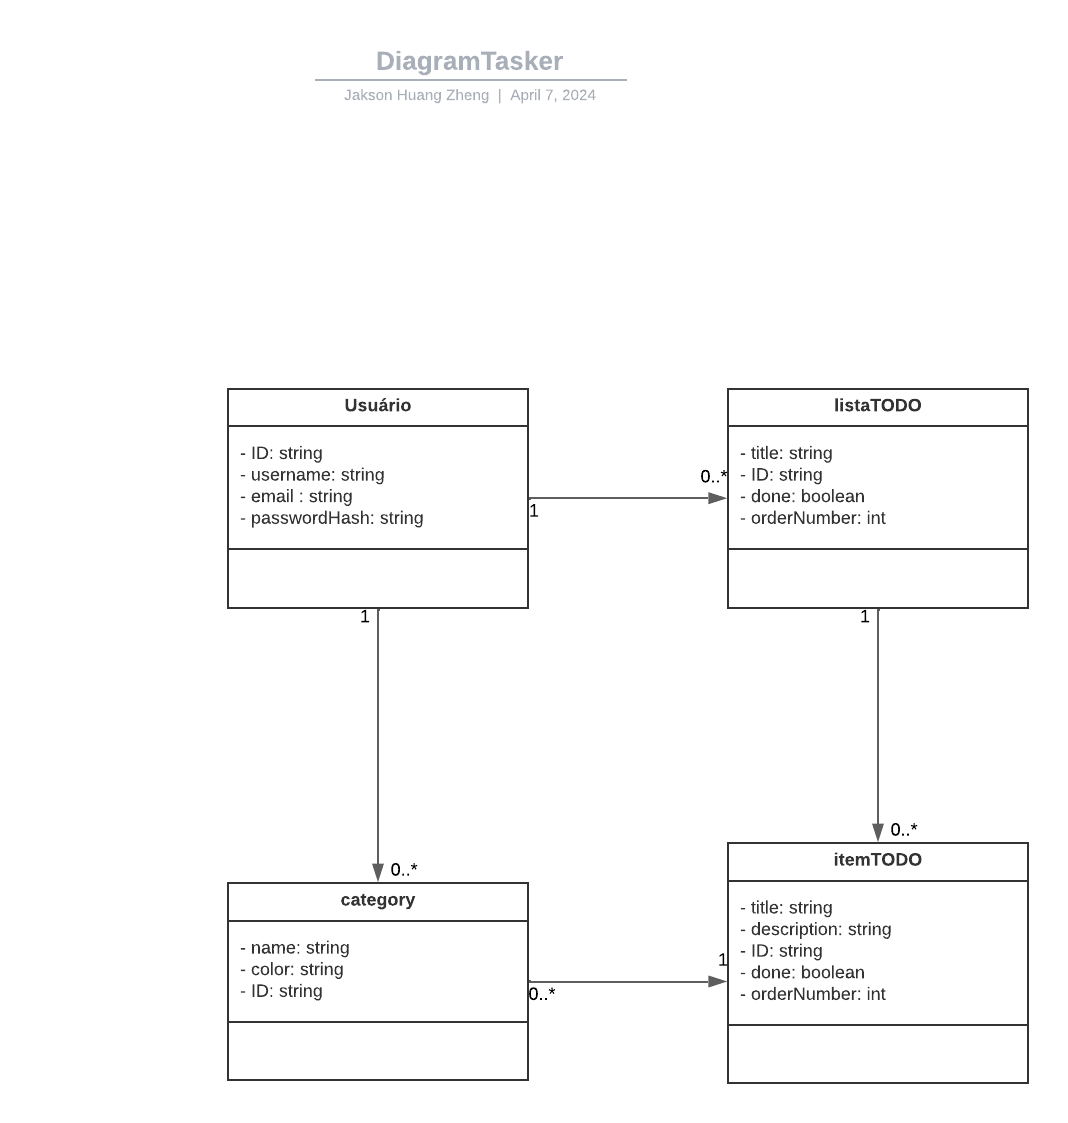 DiagramTasker
Jakson Huang Zheng | April 7, 2024
Usuário
- ID: string
- username: string
- email : string
- passwordHash: string
1
0..*
listaTODO
- title: string
- ID: string
- done: boolean
- orderNumber: int
1
0..*
1
0..*
category
- name: string
- color: string
- ID: string
0..*
1
itemTODO
- title: string
- description: string
- ID: string
- done: boolean
- orderNumber: int